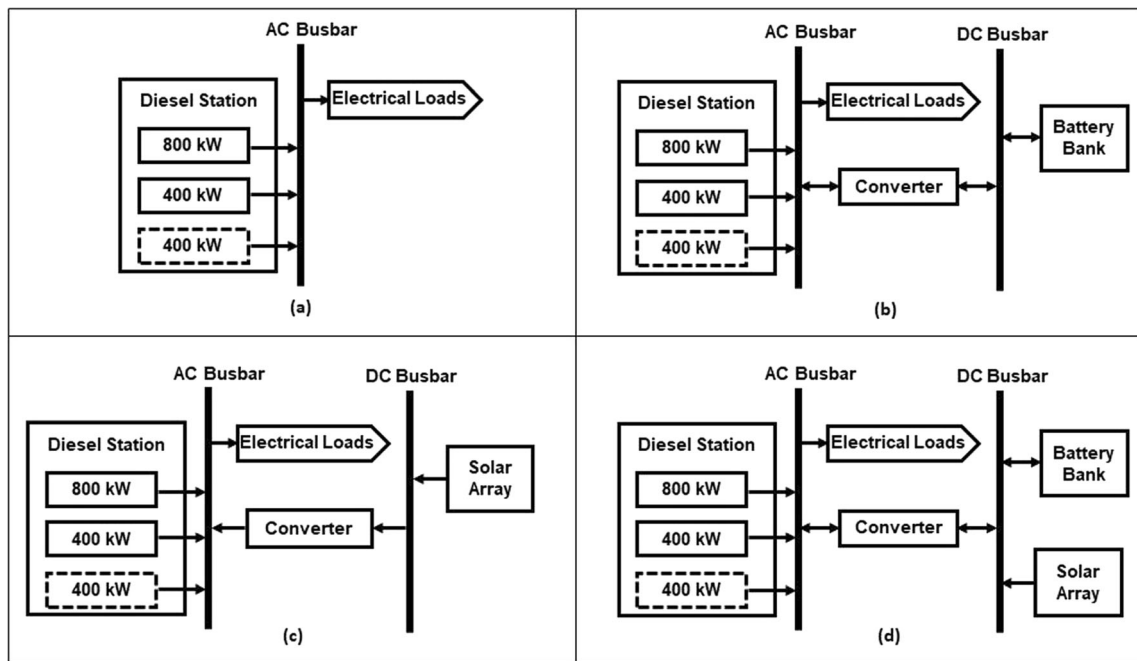 AC Busbar
Diesel Station
Electrical Loads
800 kW
400 kW
400 kW
(a)
AC Busbar
DC Busbar
Diesel Station
Electrical Loads
Battery
Bank
800 kW
400 kW
Converter
400 kW
(b)
AC Busbar
DC Busbar
Diesel Station
Electrical Loads
Solar
Array
800 kW
400 kW
Converter
400 kW
(c)
AC Busbar
DC Busbar
Diesel Station
Electrical Loads
Battery
Bank
800 kW
400 kW
Converter
400 kW
Solar
Array
(d)